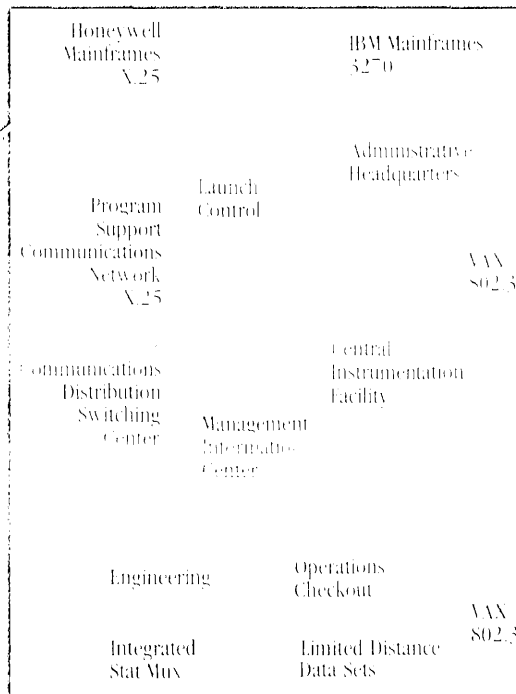 Honeywell
Mainframes
X.25
IBM Mainframes
3270
Administrative
Headquarters
Launch
Control
Program
Support
Communications
Network
X.25
VAX
802.3
Central
Instrumentation
Facility
Communications
Distribution
Switching
Center
Management
Information
Center
Engineering
Operations
Checkout
VAX
802.3
Integrated
Stat Mux
Limited Distance
Data Sets